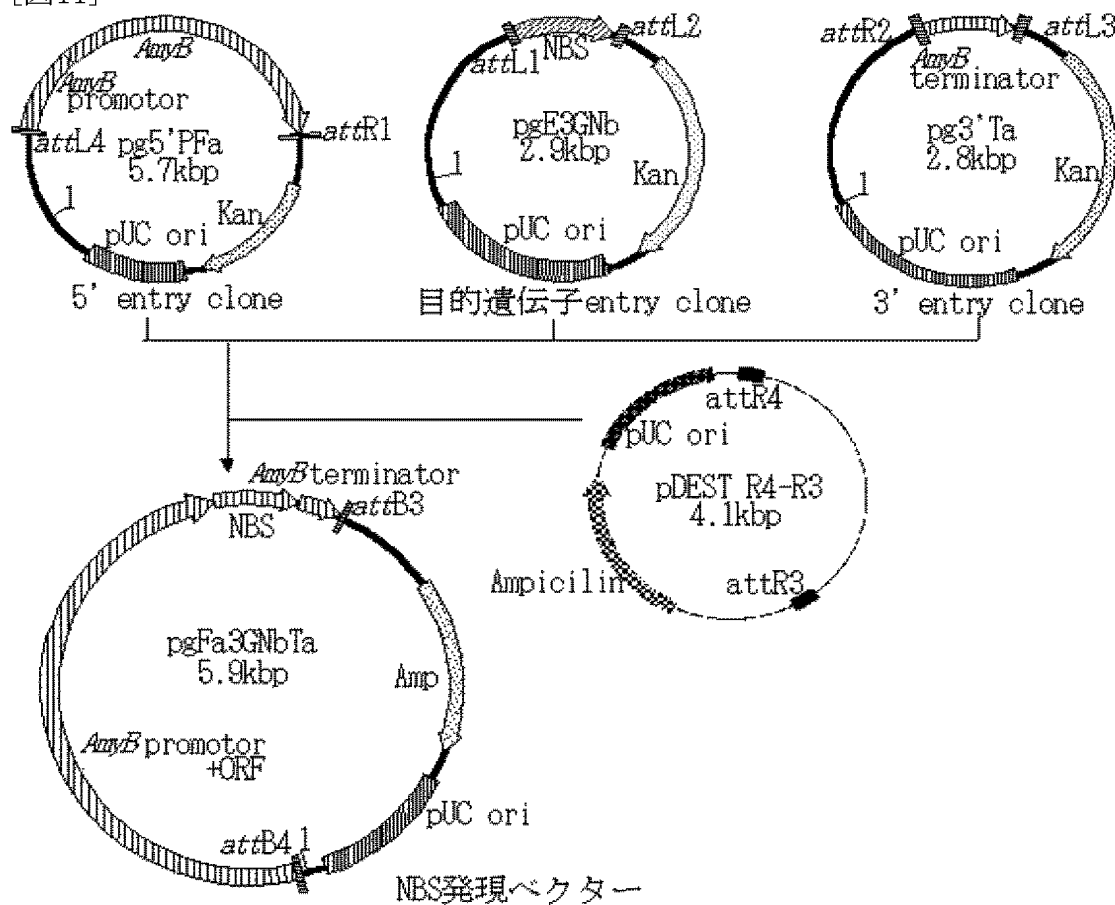 [図11]
AmyB
AmyB
promotor
attL4
attR1
pg5'PFa
5.7kbp
1
Kan
pUC ori
5' entry clone
NBS
attL1
attL2
pgE3GNb
2.9kbp
1
Kan
pUC ori
目的遺伝子entry clone
attR2
attL3
AmyB
terminator
pg3'Ta
2.8kbp
1
Kan
pUC ori
3' entry clone
attR4
pUC ori
pDEST R4-R3
4.1kbp
Ampicilin
attR3
AmyB terminator
attB3
NBS
pgFa3GNbTa
5.9kbp
Amp
AmyB promotor
+ORF
pUC ori
attB4
1
NBS発現ベクター